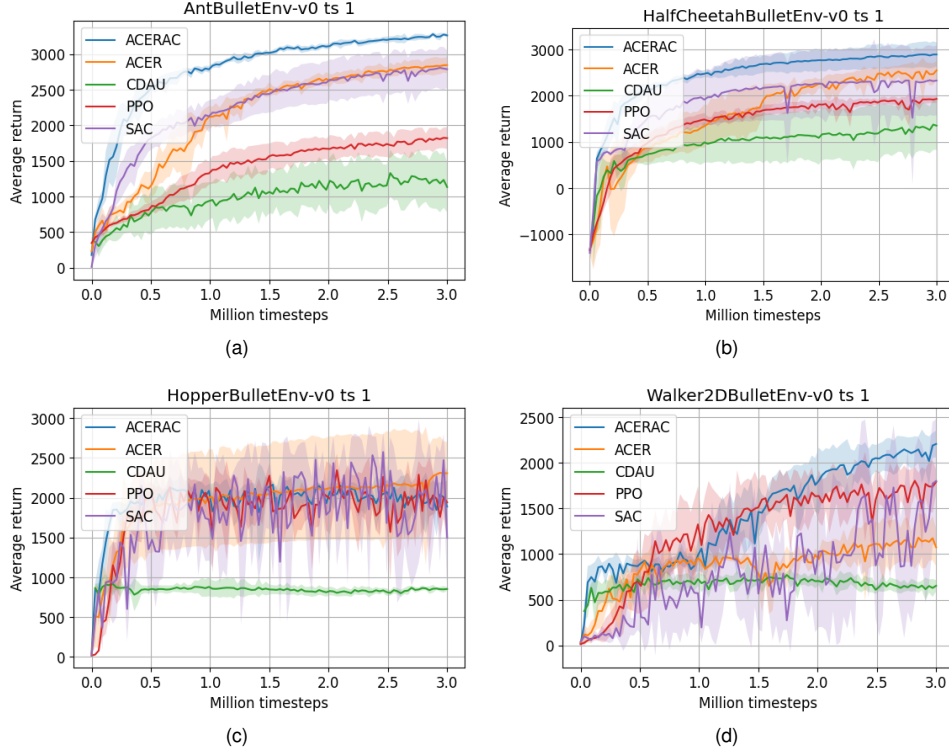 AntBulletEnv-v0 ts 1
Average return
3000
2500
2000
1500
1000
500
0
ACERAC
ACER
CDAU
PPO
SAC
0.0 0.5 1.0 1.5 2.0 2.5 3.0
Million timesteps
(a)
HalfCheetahBulletEnv-v0 ts 1
Average return
3000
2000
1000
0
−1000
ACERAC
ACER
CDAU
PPO
SAC
0.0 0.5 1.0 1.5 2.0 2.5 3.0
Million timesteps
(b)
HopperBulletEnv-v0 ts 1
Average return
3000
2500
2000
1500
1000
500
0
ACERAC
ACER
CDAU
PPO
SAC
0.0 0.5 1.0 1.5 2.0 2.5 3.0
Million timesteps
(c)
Walker2DBulletEnv-v0 ts 1
Average return
2500
2000
1500
1000
500
0
ACERAC
ACER
CDAU
PPO
SAC
0.0 0.5 1.0 1.5 2.0 2.5 3.0
Million timesteps
(d)